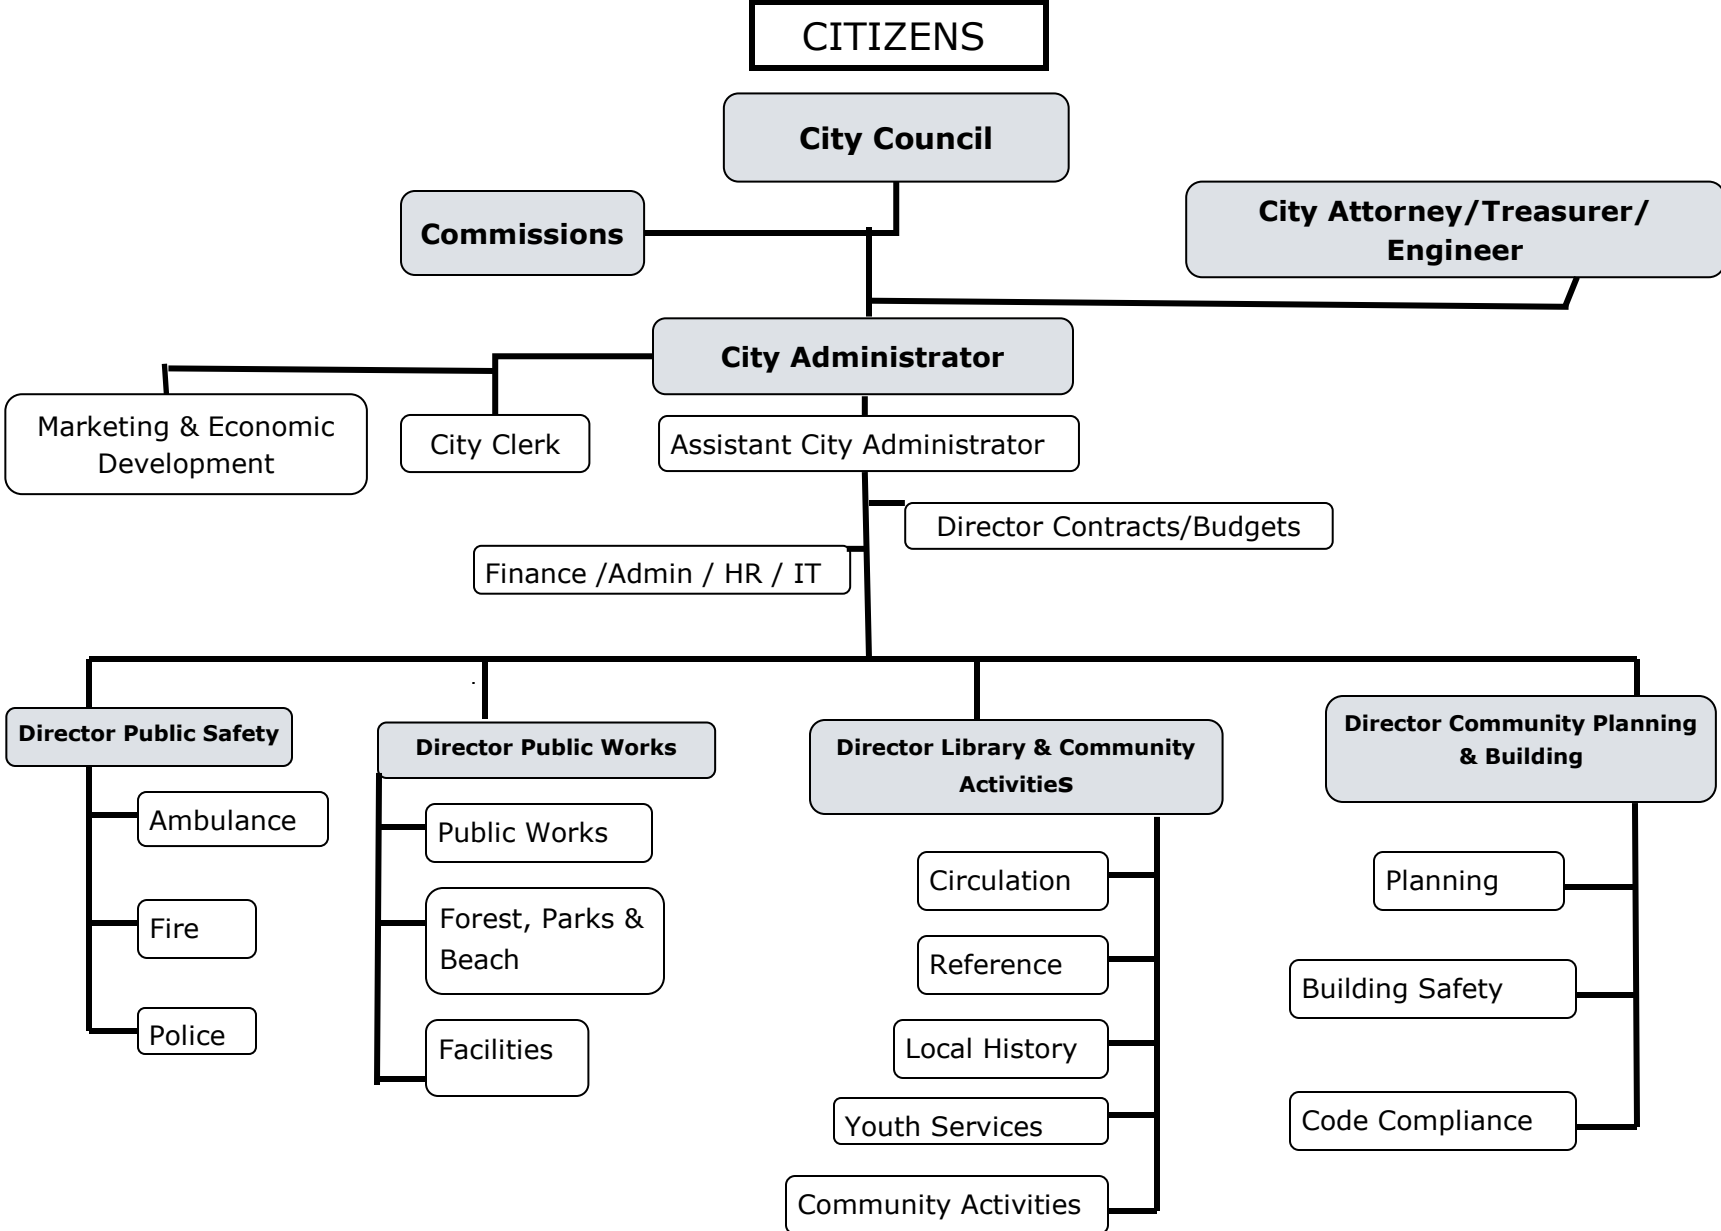 CITIZENS
City Council
Commissions
City Attorney/Treasurer/
Engineer
City Administrator
Marketing & Economic
Development
City Clerk
Assistant City Administrator
Director Contracts/Budgets
Finance /Admin / HR / IT
Director Public Safety
Ambulance
Fire
Police
Director Public Works
Public Works
Forest, Parks &
Beach
Facilities
Director Library & Community
Activities
Circulation
Reference
Local History
Youth Services
Community Activities
Director Community Planning
& Building
Planning
Building Safety
Code Compliance